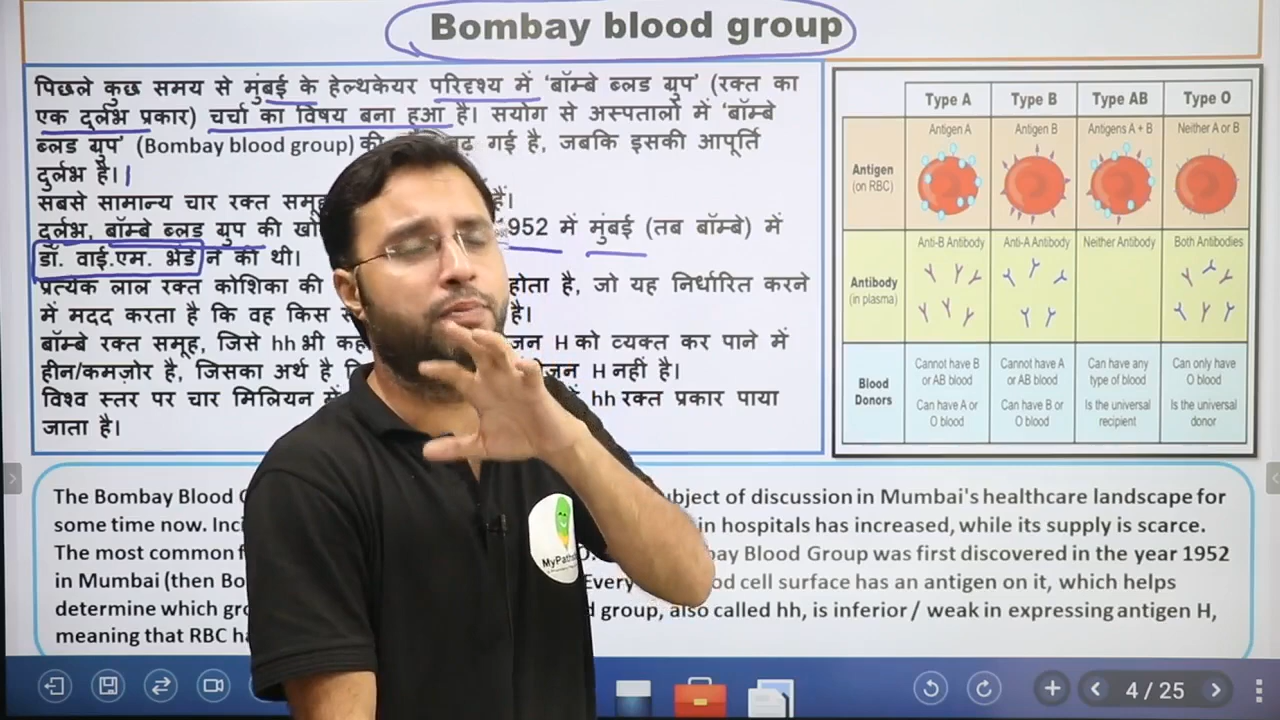 Bombay blood group
पिछले कुछ समय से मुंबई के हेल्थकेयर परिदृश्य में 'बॉम्बे ब्लड ग्रुप' (रक्त का
एक दुर्लभ प्रकार) चर्चा का विषय बना हुआ है। संयोग से अस्पतालों में 'बॉम्बे
ब्लड ग्रुप' (Bombay blood group) की गई है, जबकि इसकी आपूर्ति
दुर्लभ है।
सबसे सामान्य चार रक्त हैं।
दुर्लभ, बॉम्बे ब्लड ग्रुप की 1952 में मुंबई (तब बॉम्बे) में
डॉ. वाई.एम. भेंडे ने की थी।
प्रत्येक लाल रक्त कोशिका की होता है, जो यह निर्धारित करने
में मदद करता है कि वह किस है।
बॉम्बे रक्त समूह, जिसे hh भी H को व्यक्त कर पाने में
हीन/कमज़ोर है, जिसका अर्थ है H नहीं है।
विश्व स्तर पर चार मिलियन में hh रक्त प्रकार पाया
जाता है।
Type A Type B Type AB Type O
Antigen (on RBC) Antigen A Antigen B Antigens A + B Neither A or B
Antibody (in plasma) Anti-B Antibody Anti-A Antibody Neither Antibody Both Antibodies
Blood Donors
Cannot have B or AB blood
Can have A or O blood
Cannot have A or AB blood
Can have B or O blood
Can have any type of blood
Is the universal recipient
Can only have O blood
Is the universal donor
The Bombay Blood subject of discussion in Mumbai's healthcare landscape for
some time now. in hospitals has increased, while its supply is scarce.
The most common Blood Group was first discovered in the year 1952
in Mumbai (then Every cell surface has an antigen on it, which helps
determine which group, also called hh, is inferior / weak in expressing antigen H,
meaning that RBC
4 / 25